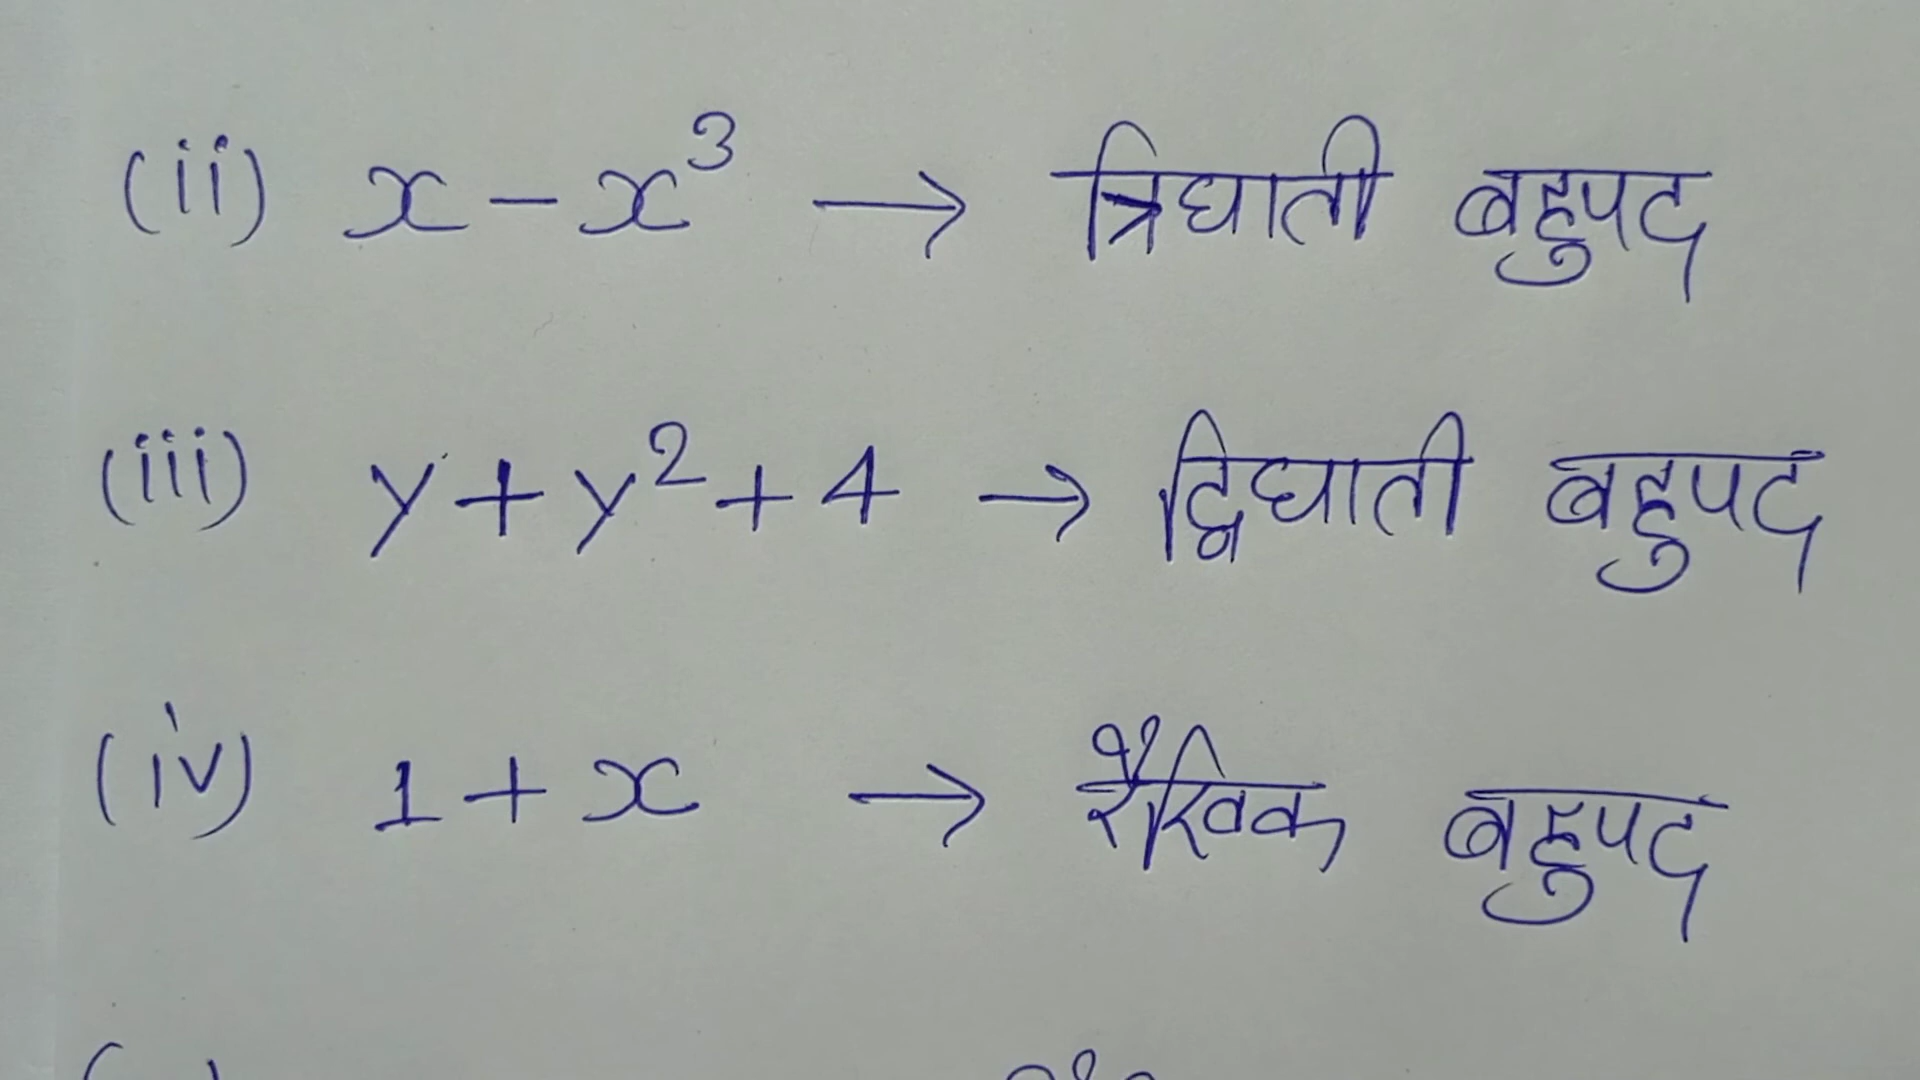 (ii) x - x³ → त्रिघाती बहुपद
(iii) y + y² + 4 → द्विघाती बहुपद
(iv) 1 + x → रैखिक बहुपद